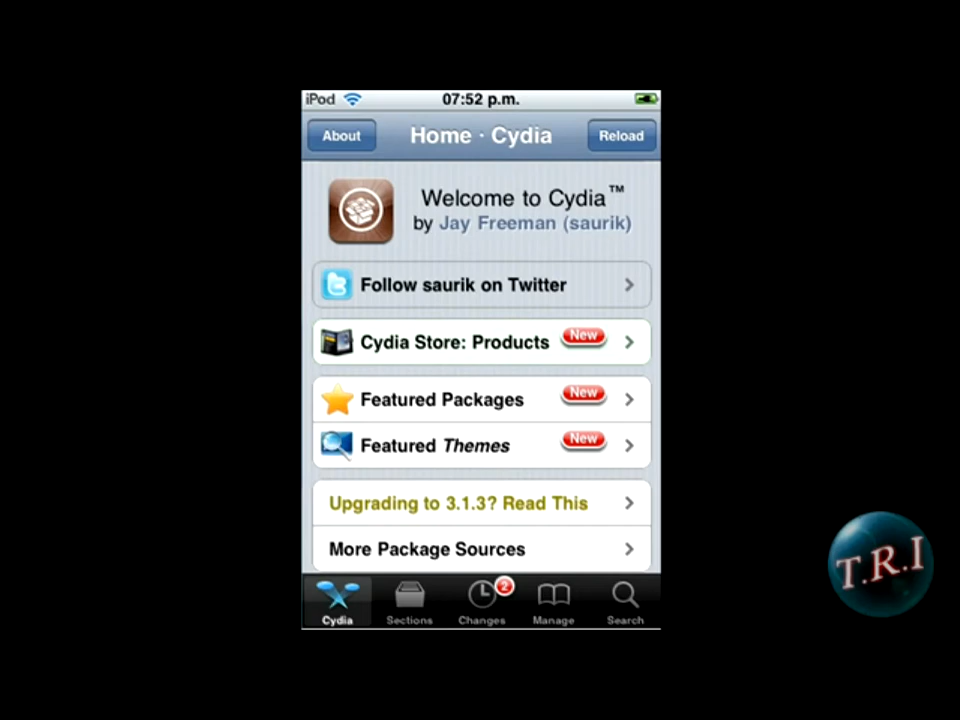 iPod 07:52 p.m.
About Home · Cydia Reload
Welcome to Cydia™
by Jay Freeman (saurik)
Follow saurik on Twitter
Cydia Store: Products New
Featured Packages New
Featured Themes New
Upgrading to 3.1.3? Read This
More Package Sources
2
Cydia Sections Changes Manage Search
T.R.I